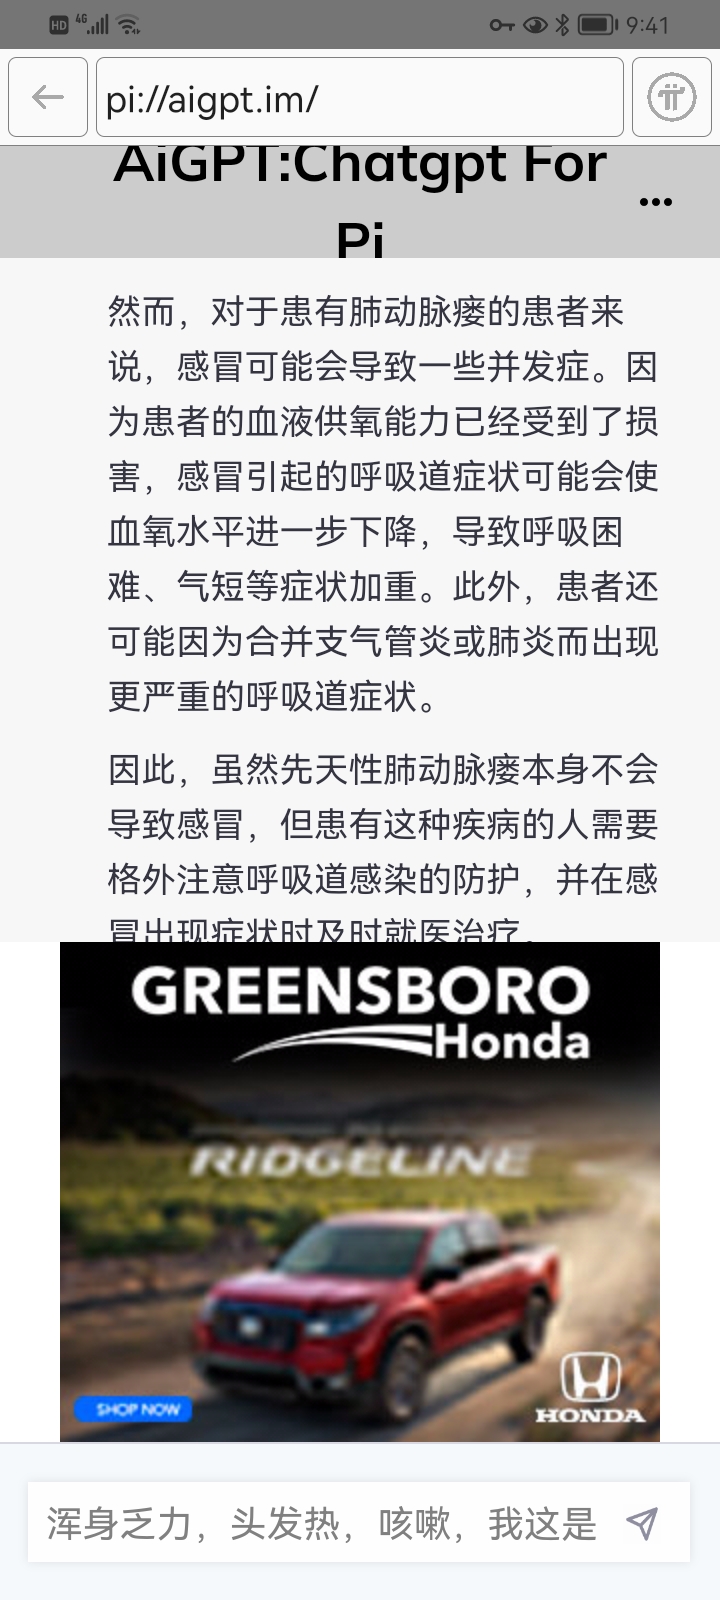 HD 4G 9:41
pi://aigpt.im/
AiGPT:Chatgpt For
Pi
然而，对于患有肺动脉瘘的患者来
说，感冒可能会导致一些并发症。因
为患者的血液供氧能力已经受到了损
害，感冒引起的呼吸道症状可能会使
血氧水平进一步下降，导致呼吸困
难、气短等症状加重。此外，患者还
可能因为合并支气管炎或肺炎而出现
更严重的呼吸道症状。
因此，虽然先天性肺动脉瘘本身不会
导致感冒，但患有这种疾病的人需要
格外注意呼吸道感染的防护，并在感
冒出现症状时及时就医治疗。
GREENSBORO
Honda
RIDGELINE
SHOP NOW
HONDA
浑身乏力，头发热，咳嗽，我这是